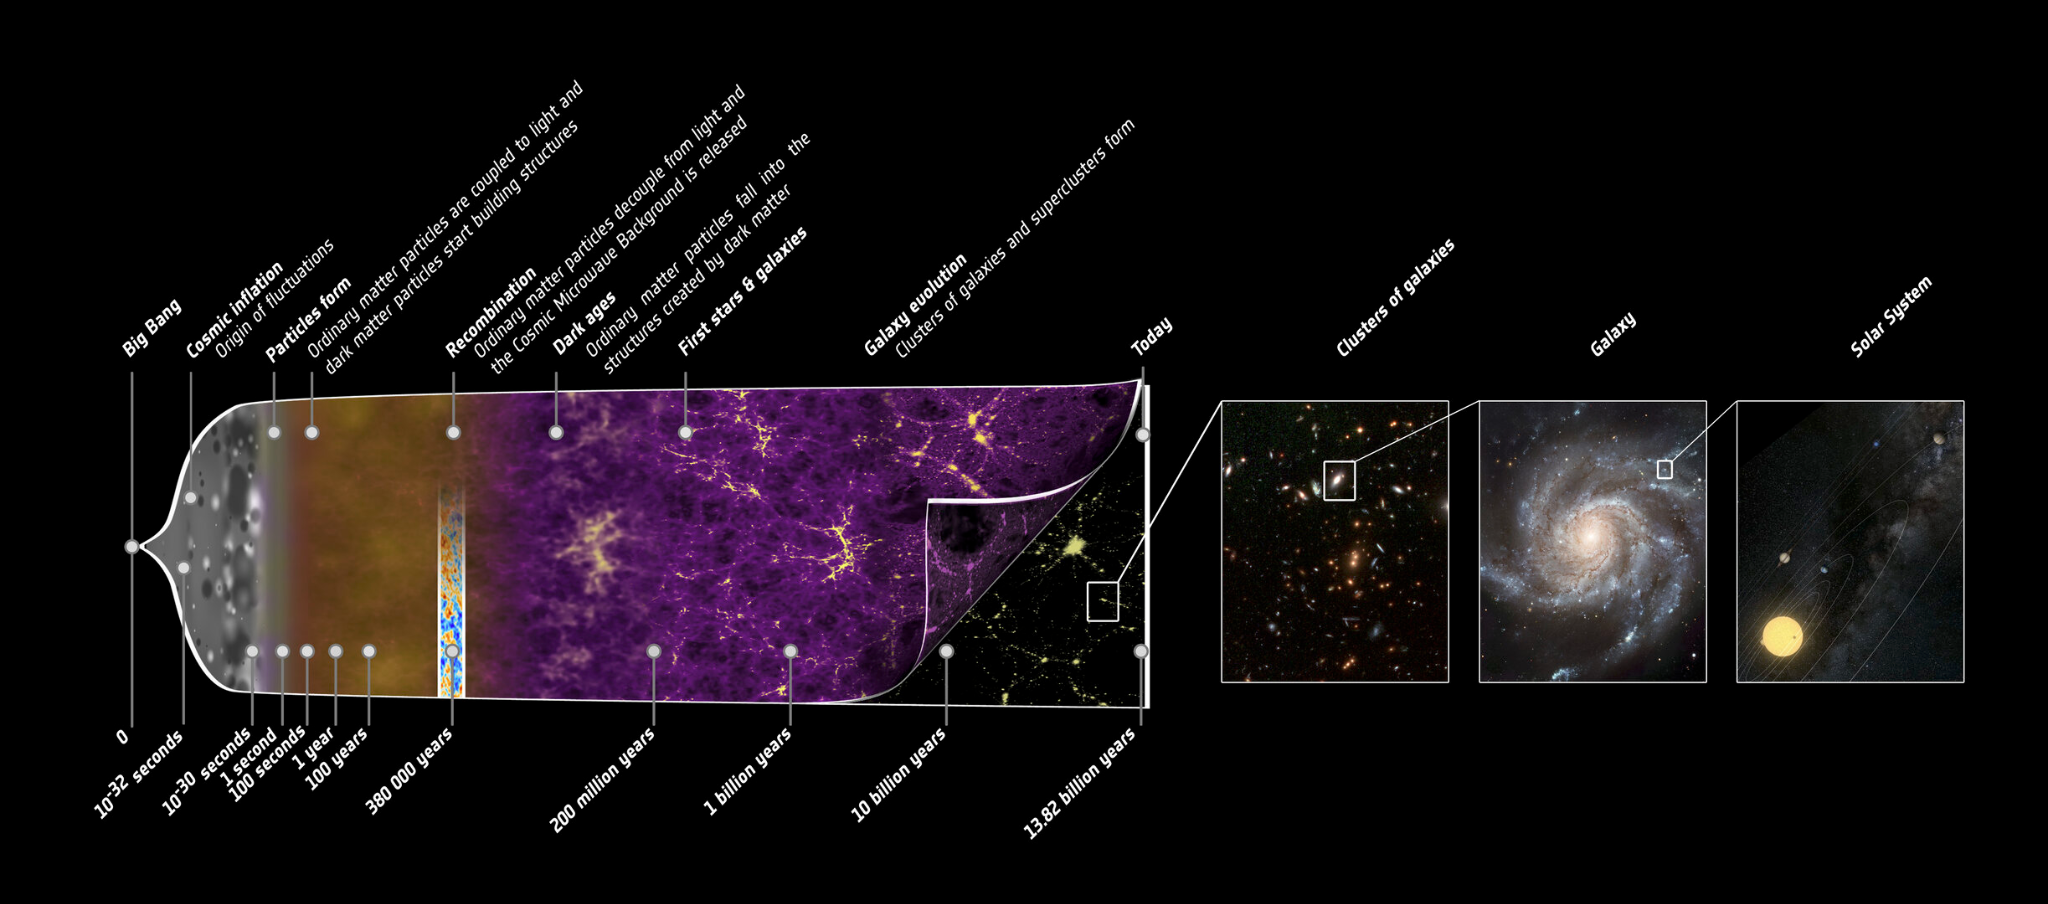 Big Bang
Cosmic inflation
Origin of fluctuations
Particles form
Ordinary matter particles are coupled to light and
dark matter particles start building structures
Recombination
Ordinary matter particles decouple from light and
the Cosmic Microwave Background is released
Dark ages
Ordinary matter particles fall into the
structures created by dark matter
First stars & galaxies
Galaxy evolution
Clusters of galaxies and superclusters form
Today
Clusters of galaxies
Galaxy
Solar System
0
10-32 seconds
10-30 seconds
1 second
100 seconds
1 year
100 years
380 000 years
200 million years
1 billion years
10 billion years
13.82 billion years